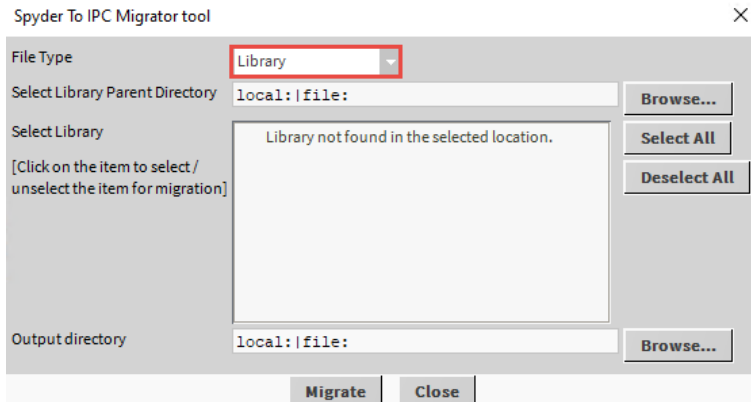 Spyder To IPC Migrator tool
File Type
Library
Select Library Parent Directory
local:|file:
Browse...
Select Library
Library not found in the selected location.
Select All
[Click on the item to select /
unselect the item for migration]
Deselect All
Output directory
local:|file:
Browse...
Migrate
Close